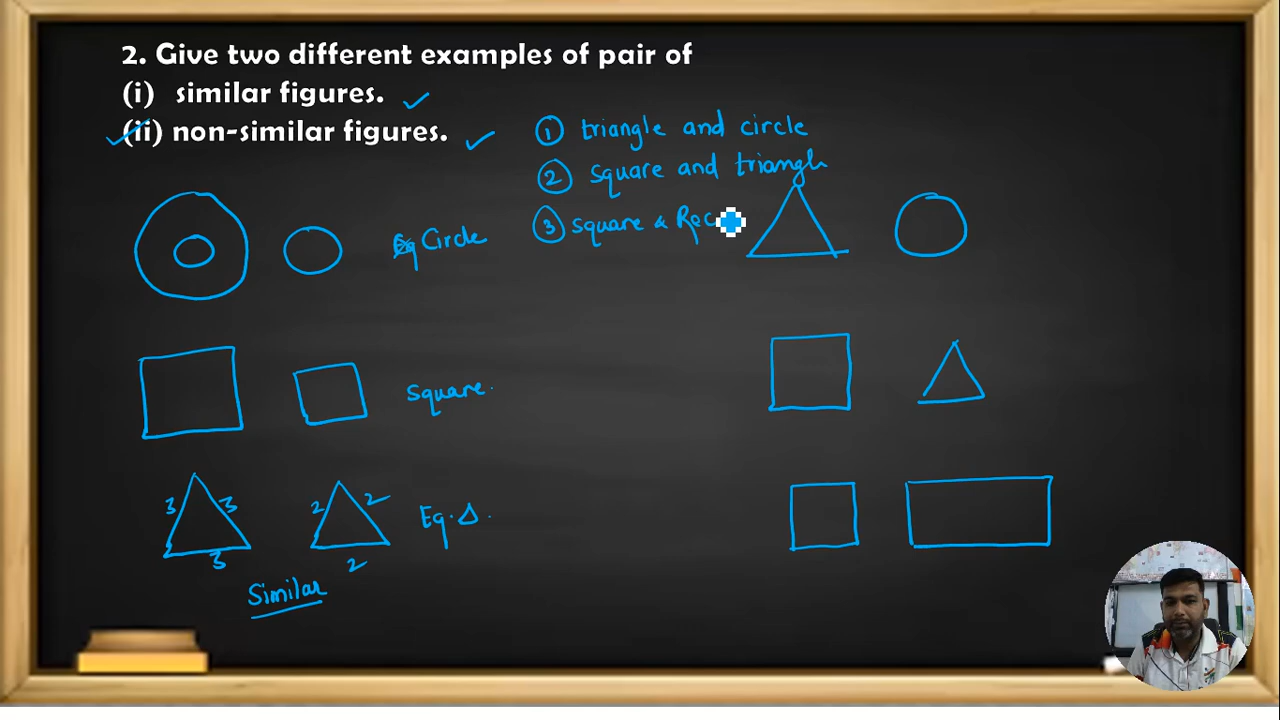 2. Give two different examples of pair of
(i) similar figures.
(ii) non-similar figures.
① triangle and circle
② square and triangle
③ square & Rec
Circle
Square.
3 3 3
2 2 2
Eq. Δ.
Similar